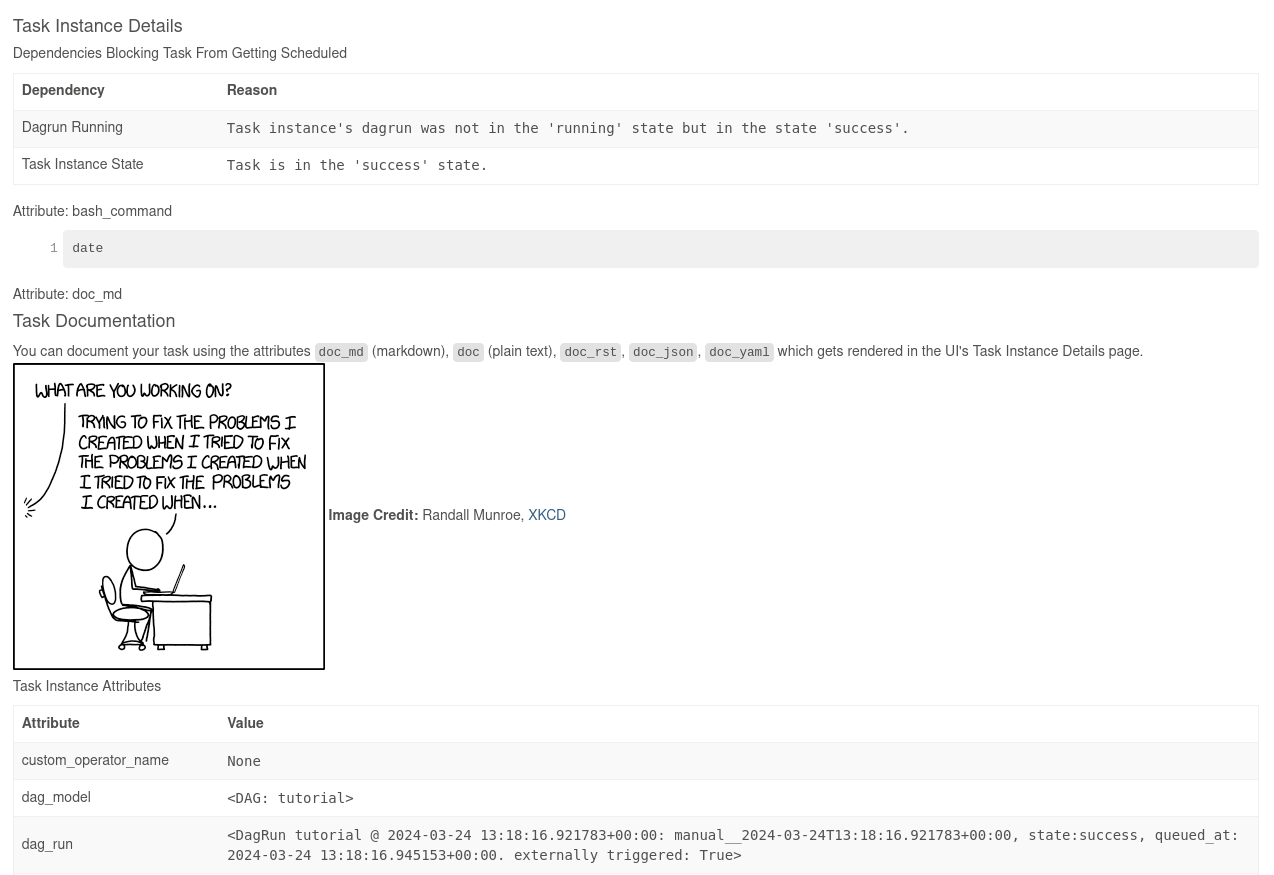 Task Instance Details
Dependencies Blocking Task From Getting Scheduled
Dependency Reason
Dagrun Running Task instance's dagrun was not in the 'running' state but in the state 'success'.
Task Instance State Task is in the 'success' state.
Attribute: bash_command
1 date
Attribute: doc_md
Task Documentation
You can document your task using the attributes doc_md (markdown), doc (plain text), doc_rst, doc_json, doc_yaml which gets rendered in the UI's Task Instance Details page.
WHAT ARE YOU WORKING ON?
TRYING TO FIX THE PROBLEMS I
CREATED WHEN I TRIED TO FIX
THE PROBLEMS I CREATED WHEN
I TRIED TO FIX THE PROBLEMS
I CREATED WHEN...
Image Credit: Randall Munroe, XKCD
Task Instance Attributes
Attribute Value
custom_operator_name None
dag_model <DAG: tutorial>
dag_run <DagRun tutorial @ 2024-03-24 13:18:16.921783+00:00: manual__2024-03-24T13:18:16.921783+00:00, state:success, queued_at:
2024-03-24 13:18:16.945153+00:00. externally triggered: True>